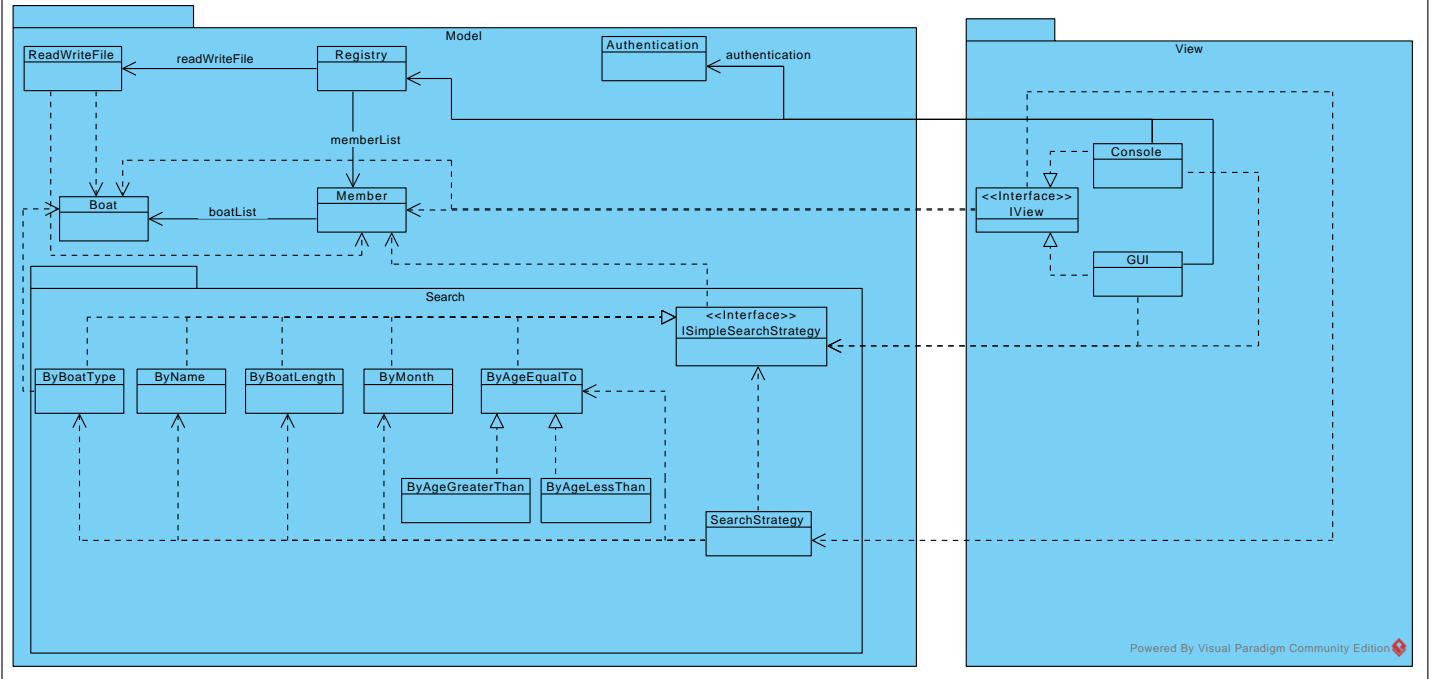 Model
ReadWriteFile
readWriteFile
Registry
Authentication
authentication
memberList
Boat
boatList
Member
Search
<<Interface>>
ISimpleSearchStrategy
ByBoatType
ByName
ByBoatLength
ByMonth
ByAgeEqualTo
ByAgeGreaterThan
ByAgeLessThan
SearchStrategy
View
Console
<<Interface>>
IView
GUI
Powered By Visual Paradigm Community Edition